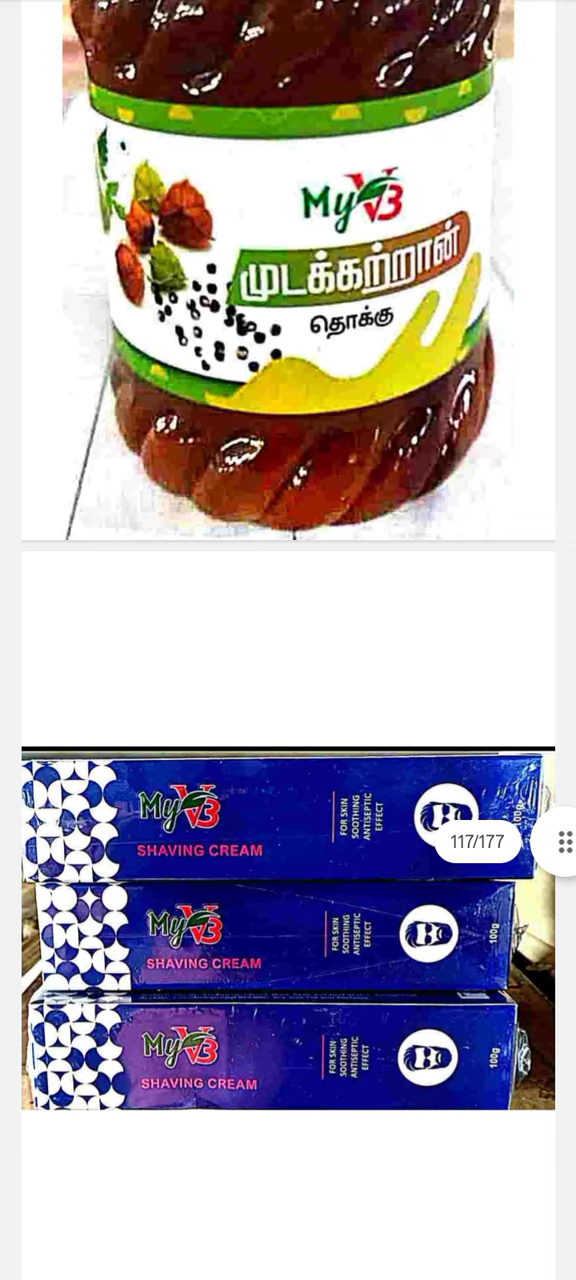 MyV3
முடக்கற்றான்
தொக்கு
MyV3
SHAVING CREAM
FOR SKIN
SOOTHING
ANTISEPTIC
EFFECT
100g
117/177
MyV3
SHAVING CREAM
FOR SKIN
SOOTHING
ANTISEPTIC
EFFECT
100g
MyV3
SHAVING CREAM
FOR SKIN
SOOTHING
ANTISEPTIC
EFFECT
100g